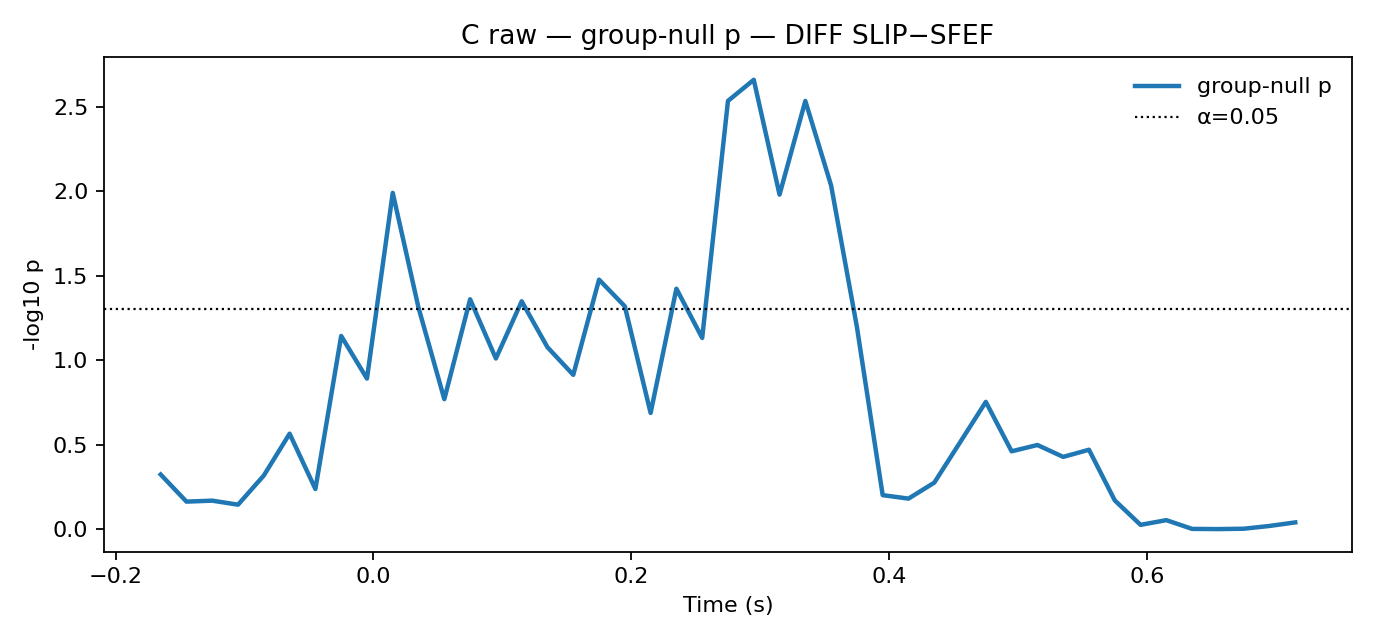 C raw — group-null p — DIFF SLIP−SFEF
group-null p
α=0.05
-log10 p
2.5
2.0
1.5
1.0
0.5
0.0
−0.2
0.0
0.2
0.4
0.6
Time (s)